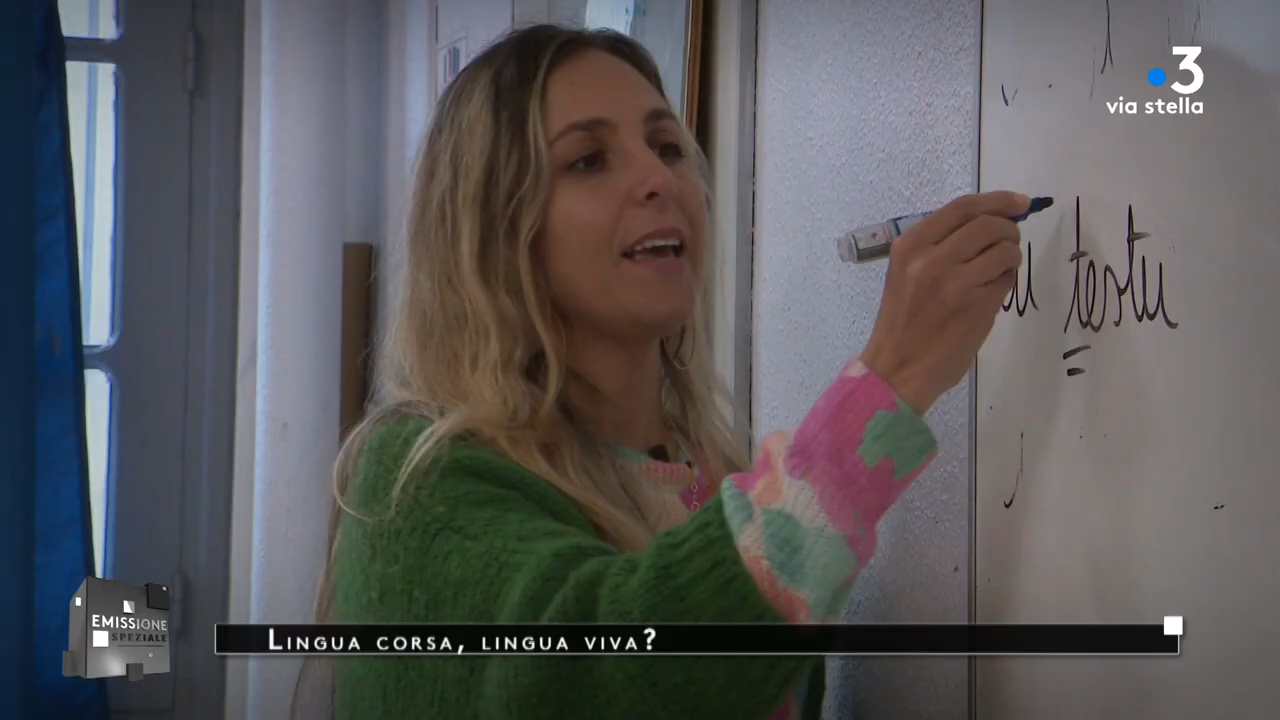 3
via stella
u testu
EMISSIONE
SPEZIALE
LINGUA CORSA, LINGUA VIVA?